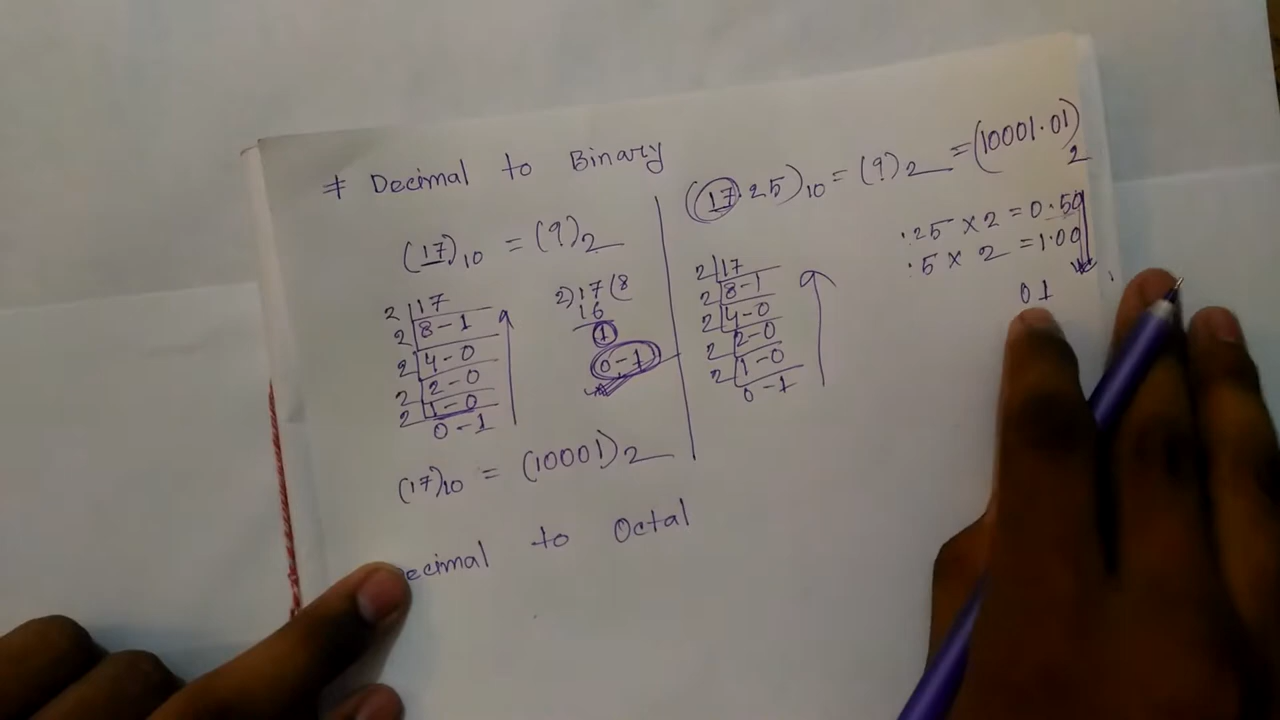 # Decimal to Binary
(17)10 = (?)2
2 17
2 8-1
2 4-0
2 2-0
2 1-0
0-1
2) 17 (8
16
1
0-1
(17)10 = (10001)2
(17.25)10 = (?)2 = (10001.01)2
2 17
2 8-1
2 4-0
2 2-0
2 1-0
0-1
.25 x 2 = 0.50
.5 x 2 = 1.00
01
ecimal to Octal